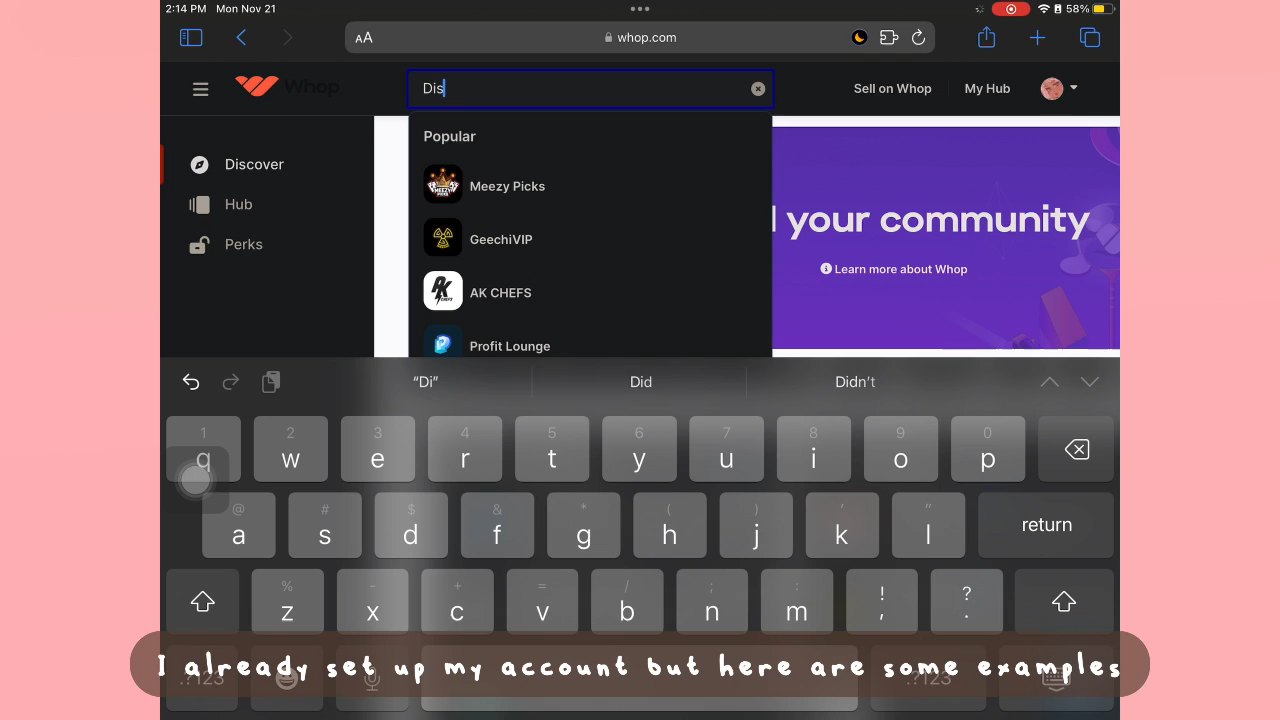 2:14 PM Mon Nov 21
58%
AA
whop.com
Whop
Dis
Sell on Whop
My Hub
Discover
Hub
Perks
Popular
Meezy Picks
GeechiVIP
AK CHEFS
Profit Lounge
your community
Learn more about Whop
“Di”
Did
Didn’t
1 2 3 4 5 6 7 8 9 0
q w e r t y u i o p
@ # $ & * ( ) ' "
a s d f g h j k l
return
% - + = / ; : ! ?
z x c v b n m , .
I already set up my account but here are some examples
.?123
.?123